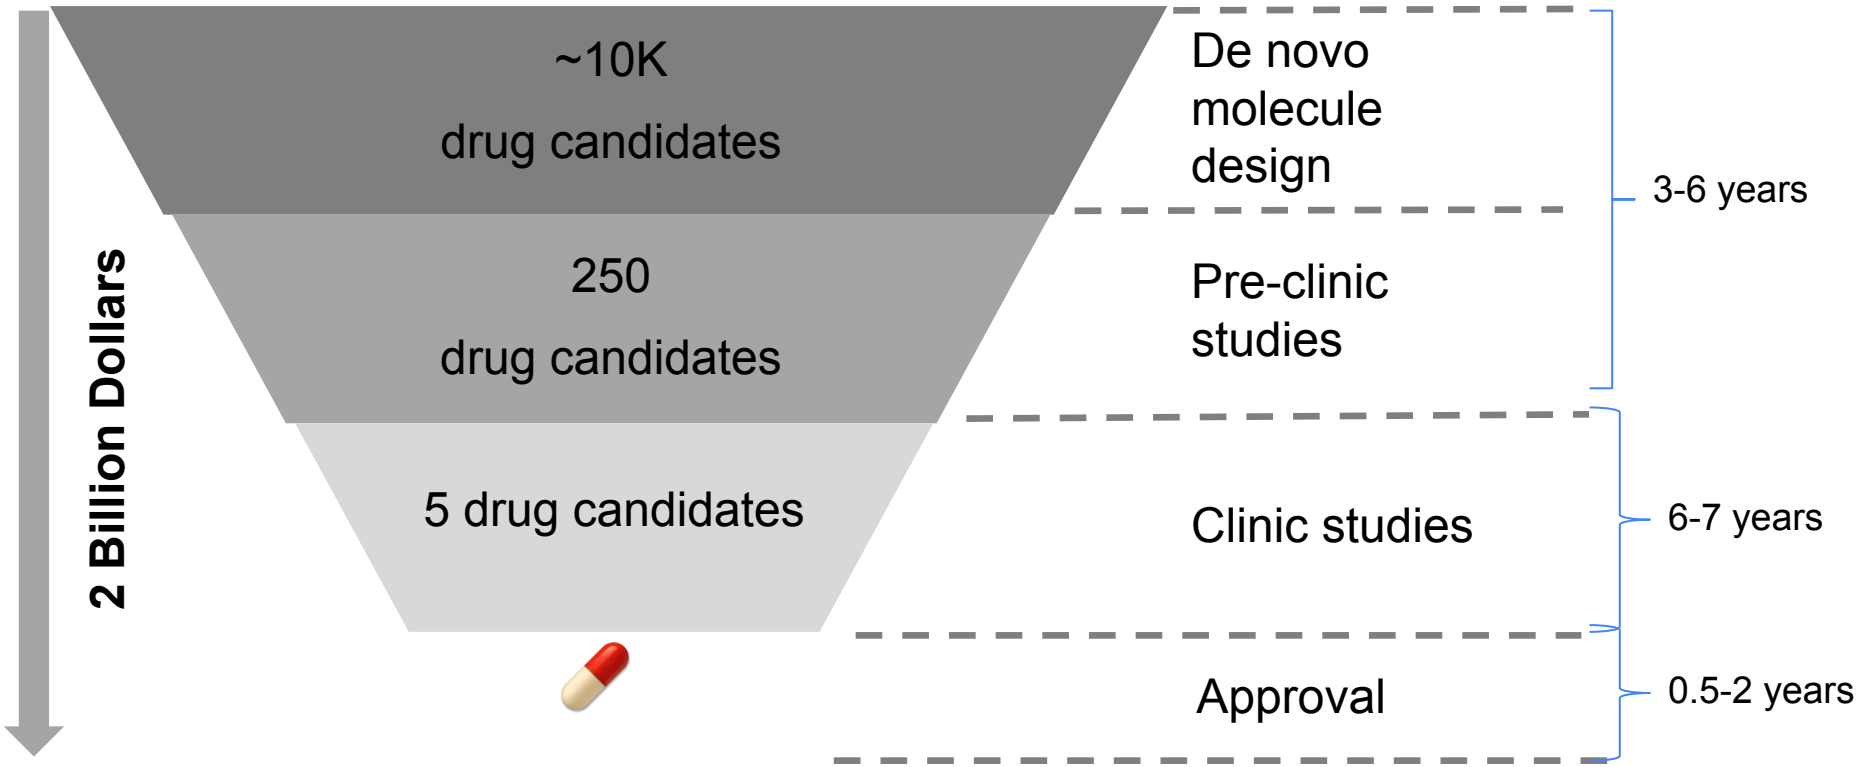 ~10K
drug candidates
De novo
molecule
design
3-6 years
250
drug candidates
Pre-clinic
studies
2 Billion Dollars
5 drug candidates
Clinic studies
6-7 years
Approval
0.5-2 years